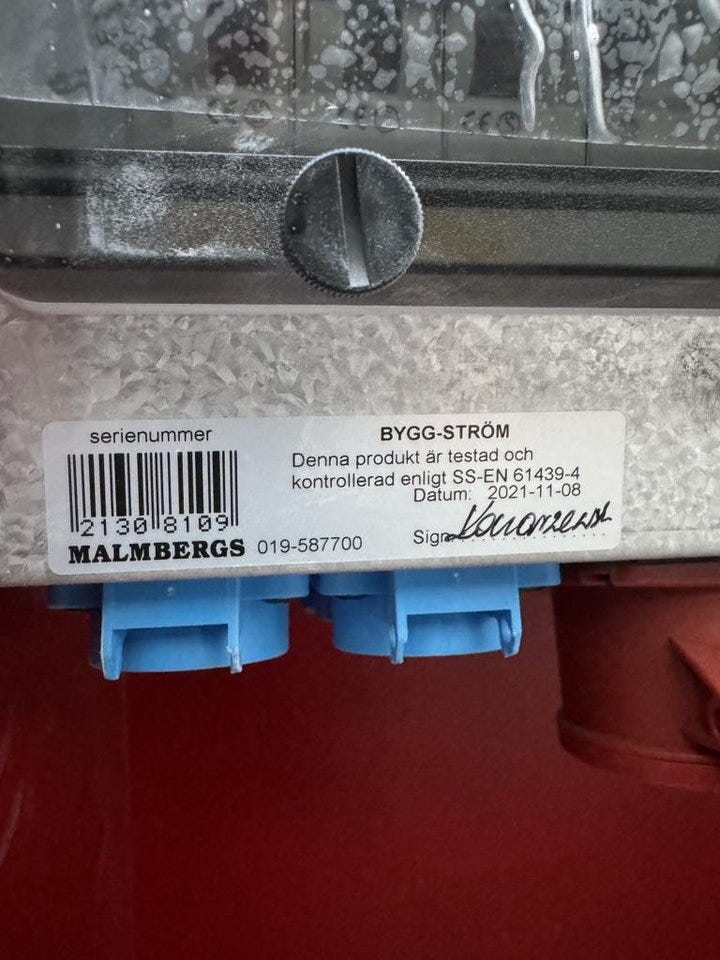 serienummer
2130 8109
MALMBERGS 019-587700
BYGG-STRÖM
Denna produkt är testad och
kontrollerad enligt SS-EN 61439-4
Datum: 2021-11-08
Sign